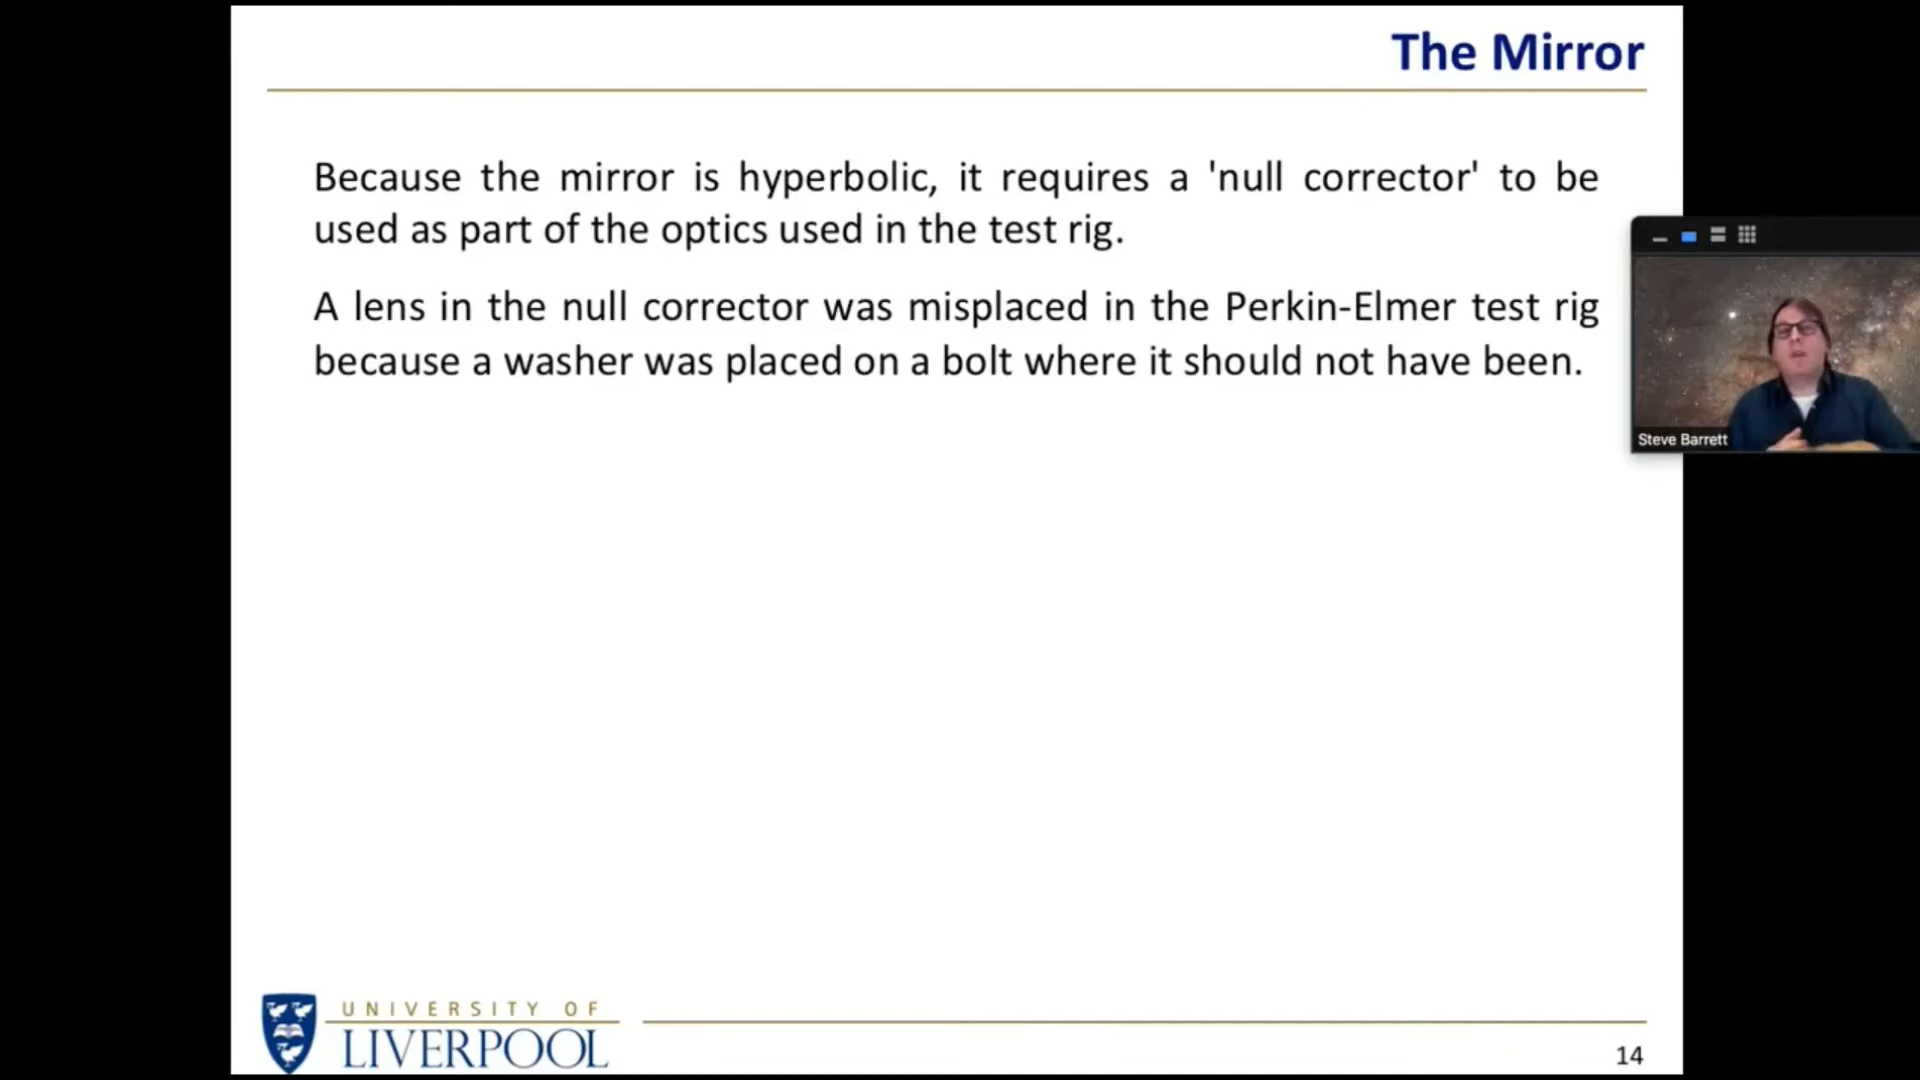 The Mirror
Because the mirror is hyperbolic, it requires a 'null corrector' to be
used as part of the optics used in the test rig.
A lens in the null corrector was misplaced in the Perkin-Elmer test rig
because a washer was placed on a bolt where it should not have been.
Steve Barrett
UNIVERSITY OF
LIVERPOOL
14